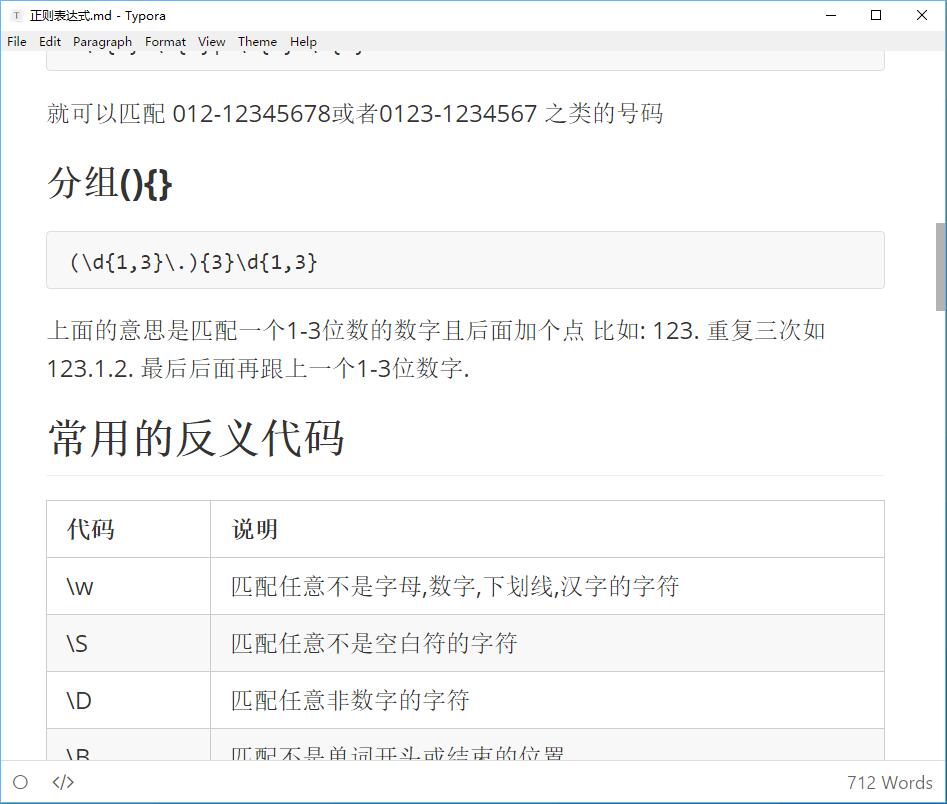 正则表达式.md - Typora
File Edit Paragraph Format View Theme Help
就可以匹配 012-12345678或者0123-1234567 之类的号码
分组(){}
(\d{1,3}\.){3}\d{1,3}
上面的意思是匹配一个1-3位数的数字且后面加个点 比如: 123. 重复三次如
123.1.2. 最后后面再跟上一个1-3位数字.
常用的反义代码
代码 说明
\w 匹配任意不是字母,数字,下划线,汉字的字符
\S 匹配任意不是空白符的字符
\D 匹配任意非数字的字符
\B 匹配不是单词开头或结束的位置
712 Words